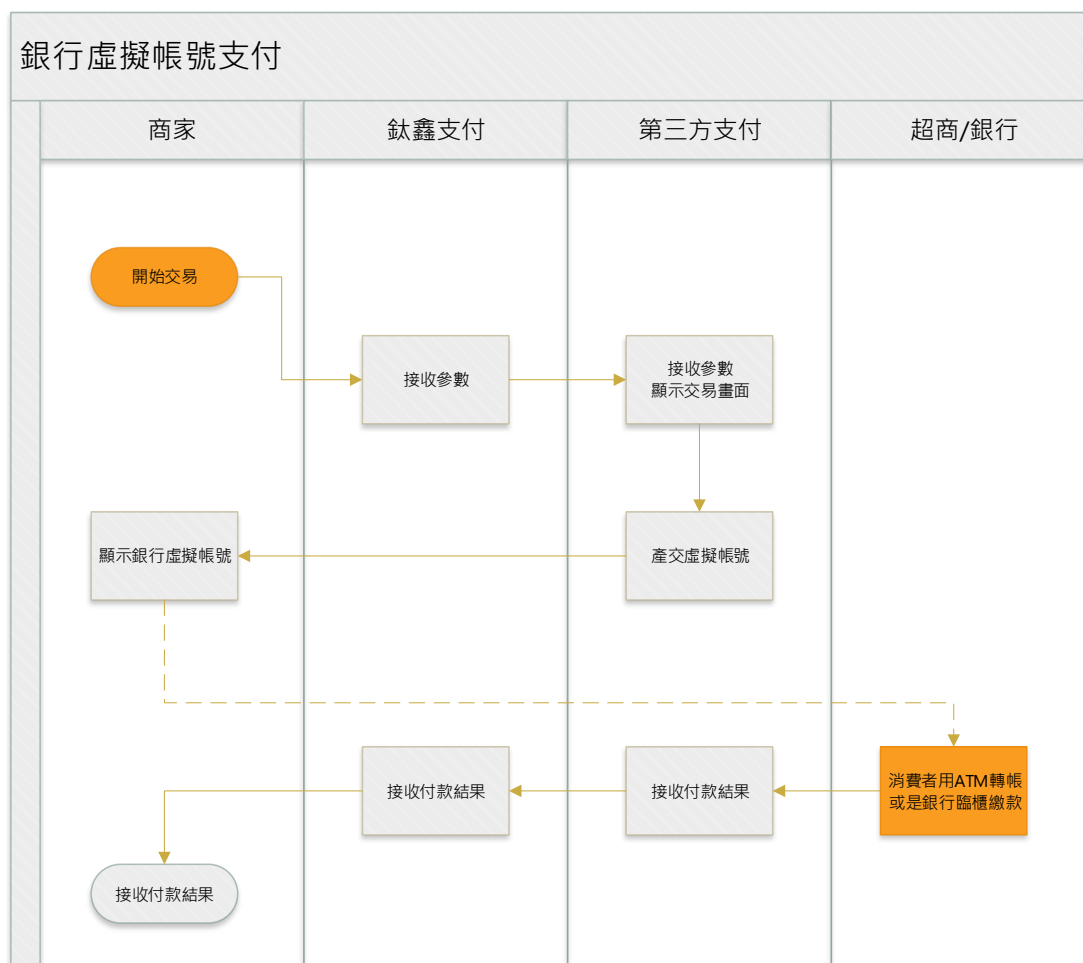 銀行虛擬帳號支付
商家
鈦鑫支付
第三方支付
超商/銀行
開始交易
接收參數
接收參數
顯示交易畫面
顯示銀行虛擬帳號
產交虛擬帳號
接收付款結果
接收付款結果
消費者用ATM轉帳
或是銀行臨櫃繳款
接收付款結果